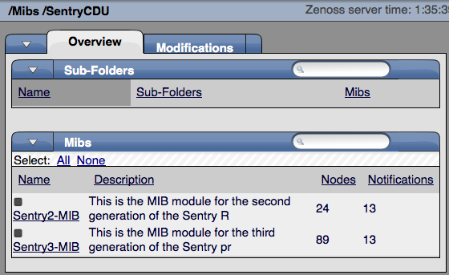 /Mibs /SentryCDU Zenoss server time: 1:35:3
Overview Modifications
Sub-Folders
Name Sub-Folders Mibs
Mibs
Select: All None
Name Description Nodes Notifications
Sentry2-MIB This is the MIB module for the second generation of the Sentry R 24 13
Sentry3-MIB This is the MIB module for the third generation of the Sentry pr 89 13